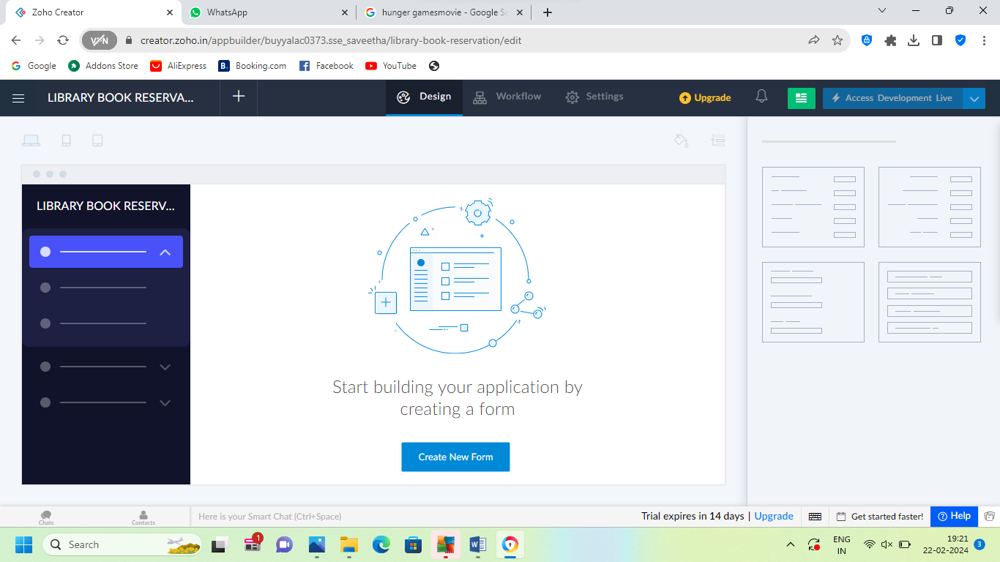 Zoho Creator
WhatsApp
hunger gamesmovie - Google Se
VPN
creator.zoho.in/appbuilder/buyyalac0373.sse_saveetha/library-book-reservation/edit
Google
Addons Store
AliExpress
B.
Booking.com
Facebook
YouTube
LIBRARY BOOK RESERVA...
Design
Workflow
Settings
Upgrade
Access Development Live
LIBRARY BOOK RESERV...
Start building your application by
creating a form
Create New Form
Chats
Contacts
Here is your Smart Chat (Ctrl+Space)
Trial expires in 14 days | Upgrade
Get started faster!
Help
Search
1
ENG
IN
19:21
22-02-2024
3